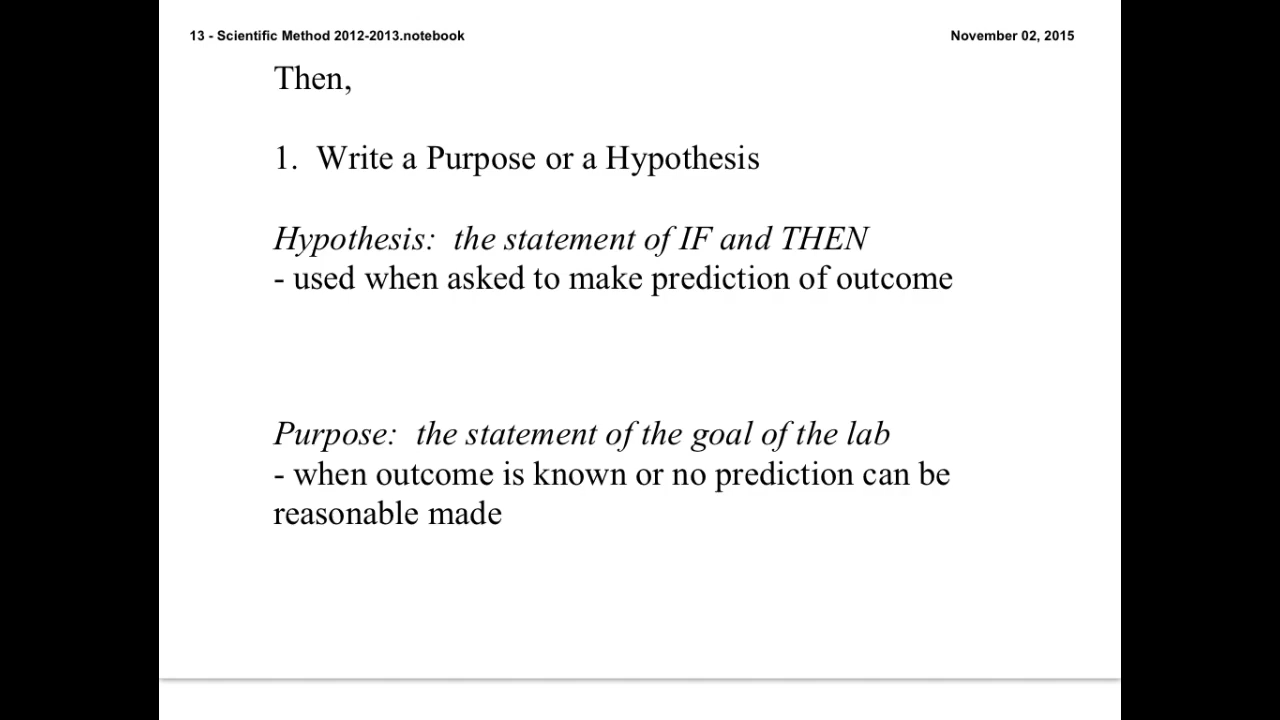 13 - Scientific Method 2012-2013.notebook
November 02, 2015
Then,
1. Write a Purpose or a Hypothesis
Hypothesis: the statement of IF and THEN
- used when asked to make prediction of outcome
Purpose: the statement of the goal of the lab
- when outcome is known or no prediction can be
reasonable made